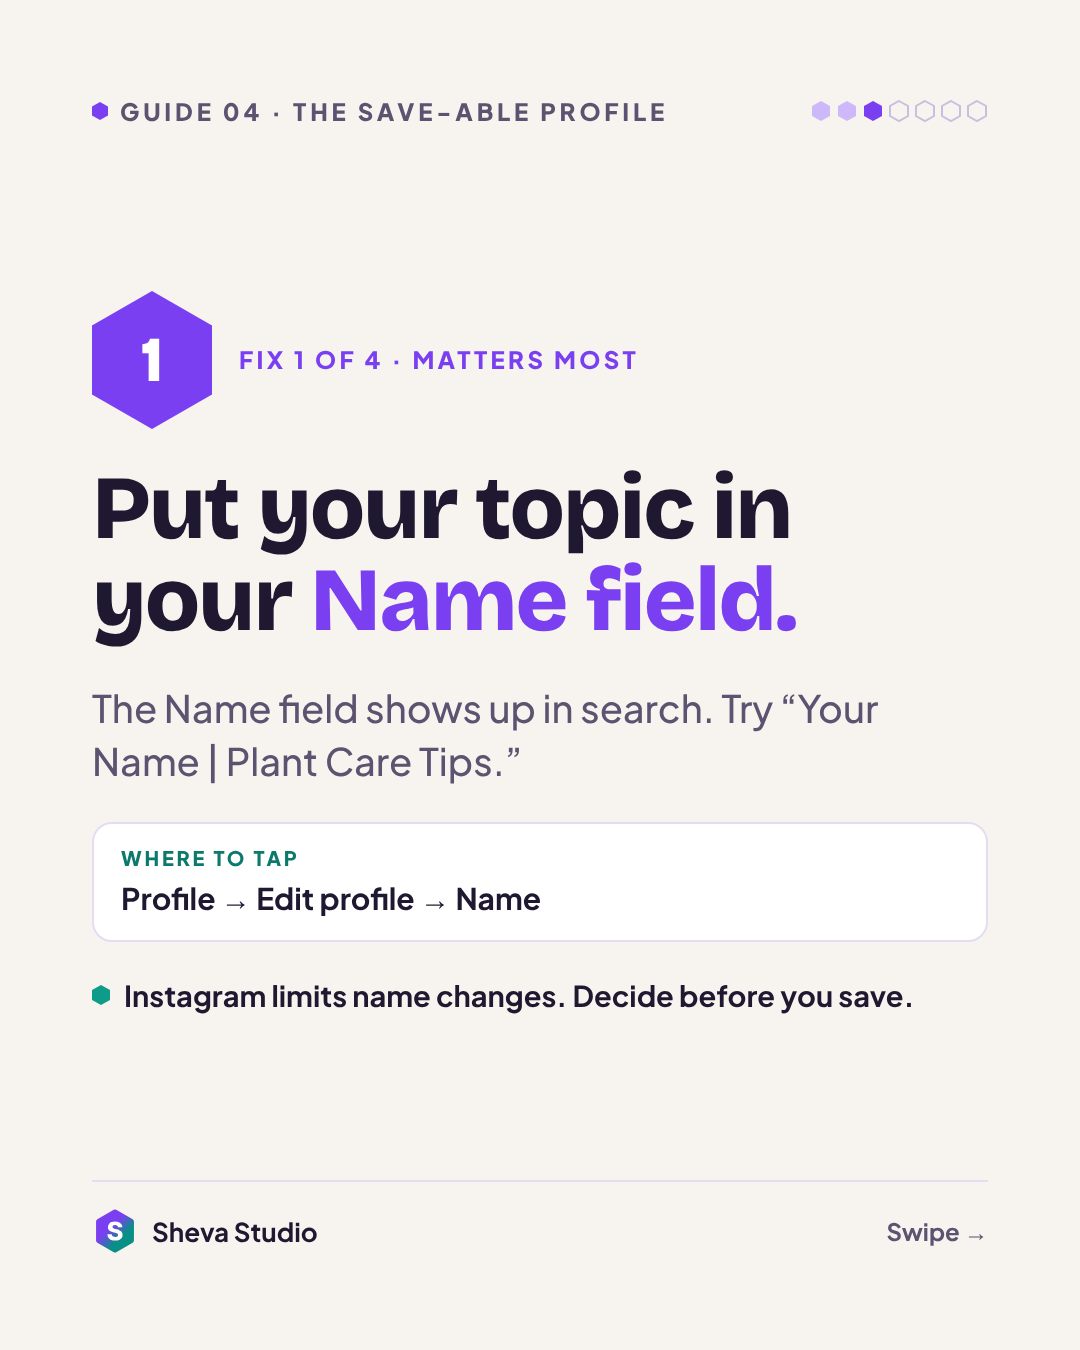 GUIDE 04 · THE SAVE-ABLE PROFILE
1
FIX 1 OF 4 · MATTERS MOST
Put your topic in
your Name field.
The Name field shows up in search. Try “Your
Name | Plant Care Tips.”
WHERE TO TAP
Profile → Edit profile → Name
Instagram limits name changes. Decide before you save.
S
Sheva Studio
Swipe →